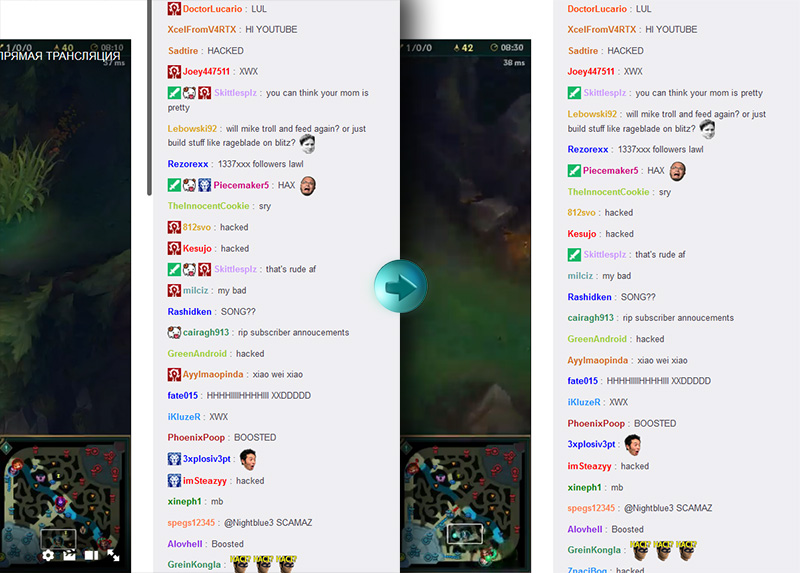 1/0/0 40 08:10
ПРЯМАЯ ТРАНСЛЯЦИЯ
37 ms
DoctorLucario : LUL
XcelFromV4RTX : HI YOUTUBE
Sadtire : HACKED
Joey447511 : XWX
Skittlesplz : you can think your mom is
pretty
Lebowski92 : will mike troll and feed again? or just
build stuff like rageblade on blitz?
Rezorexx : 1337xxx followers lawl
Piecemaker5 : HAX
TheInnocentCookie : sry
812svo : hacked
Kesujo : hacked
Skittlesplz : that's rude af
milciz : my bad
Rashidken : SONG??
cairagh913 : rip subscriber annoucements
GreenAndroid : hacked
Ayylmaopinda : xiao wei xiao
fate015 : HHHHIIIIHHHHIII XXDDDDD
iKluzeR : XWX
PhoenixPoop : BOOSTED
3xplosiv3pt :
imSteazyy : hacked
xineph1 : mb
spegs12345 : @Nightblue3 SCAMAZ
Alovhell : Boosted
GreinKongla :
1/0/0 42 08:30
38 ms
DoctorLucario : LUL
XcelFromV4RTX : HI YOUTUBE
Sadtire : HACKED
Joey447511 : XWX
Skittlesplz : you can think your mom is pretty
Lebowski92 : will mike troll and feed again? or just
build stuff like rageblade on blitz?
Rezorexx : 1337xxx followers lawl
Piecemaker5 : HAX
TheInnocentCookie : sry
812svo : hacked
Kesujo : hacked
Skittlesplz : that's rude af
milciz : my bad
Rashidken : SONG??
cairagh913 : rip subscriber annoucements
GreenAndroid : hacked
Ayylmaopinda : xiao wei xiao
fate015 : HHHHIIIIHHHHIII XXDDDDD
iKluzeR : XWX
PhoenixPoop : BOOSTED
3xplosiv3pt :
imSteazyy : hacked
xineph1 : mb
spegs12345 : @Nightblue3 SCAMAZ
Alovhell : Boosted
GreinKongla :
ZnaciBog : hacked